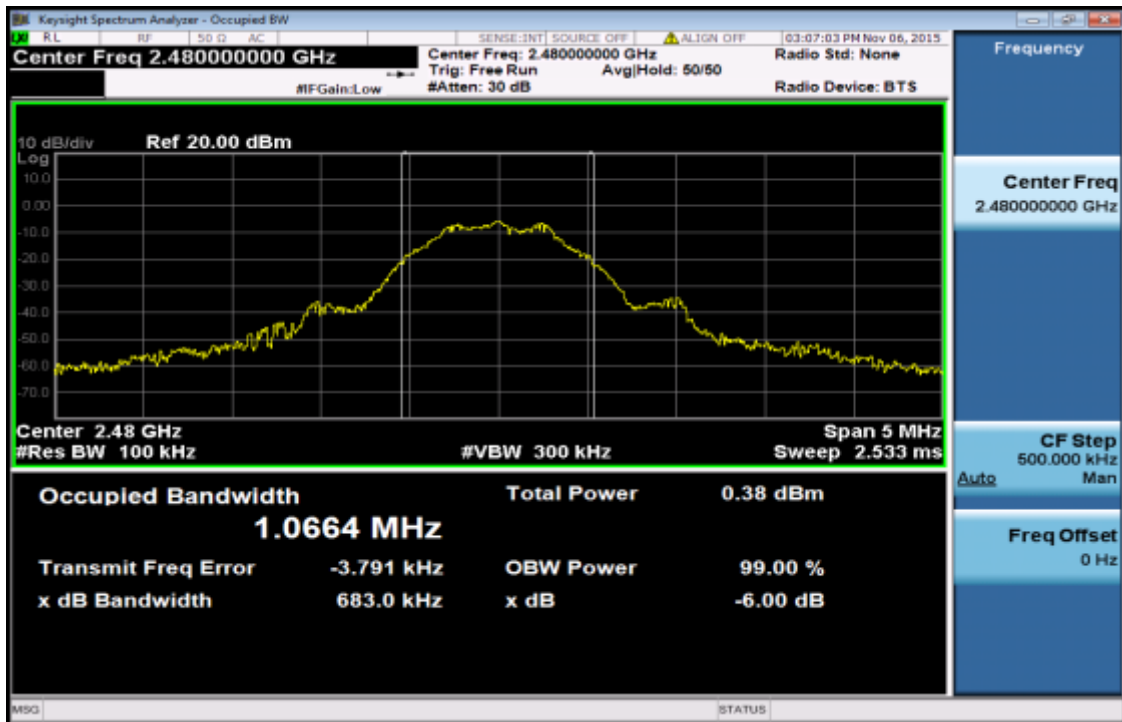 Keysight Spectrum Analyzer - Occupied BW
RL RF 50 Ω AC SENSE:INT SOURCE OFF ALIGN OFF 03:07:03 PM Nov 06, 2015
Center Freq 2.480000000 GHz
Center Freq: 2.480000000 GHz Radio Std: None
Trig: Free Run Avg|Hold: 50/50
#IFGain:Low #Atten: 30 dB Radio Device: BTS
Frequency
10 dB/div Ref 20.00 dBm
Log
10.0
0.00
-10.0
-20.0
-30.0
-40.0
-50.0
-60.0
-70.0
Center 2.48 GHz Span 5 MHz
#Res BW 100 kHz #VBW 300 kHz Sweep 2.533 ms
Center Freq
2.480000000 GHz
CF Step
500.000 kHz
Auto Man
Freq Offset
0 Hz
Occupied Bandwidth Total Power 0.38 dBm
1.0664 MHz
Transmit Freq Error -3.791 kHz OBW Power 99.00 %
x dB Bandwidth 683.0 kHz x dB -6.00 dB
MSG STATUS